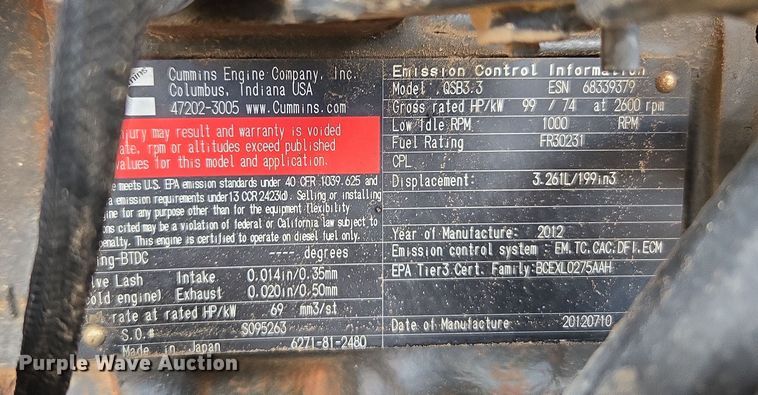 Cummins Engine Company, Inc.
Columbus, Indiana USA
47202-3005 www.Cummins.com
may result and warranty is voided
rpm or altitudes exceed published
values for this model and application.
meets U.S. EPA emission standards under 40 CFR 1039.625 and
emission requirements under 13 CCR 2423(d). Selling or installing
for any purpose other than for the equipment flexibility
cited may be a violation of federal or California law subject to
This engine is certified to operate on diesel fuel only.
-BTDC ---- degrees
Lash Intake 0.014in/0.35mm
engine) Exhaust 0.020in/0.50mm
rate at rated HP/kW 69 mm3/st
S.O.# S095263
Made in Japan 6271-81-2480
Emission Control Information
Model QSB3.3 ESN 68339379
Gross rated HP/kW 99 / 74 at 2600 rpm
Low Idle RPM 1000 RPM
Fuel Rating FR30231
CPL
Displacement: 3.261L/199in3
Year of Manufacture: 2012
Emission control system : EM.TC.CAC.DFI.ECM
EPA Tier3.Cert. Family:BCEXL0275AAH
Date of Manufacture 20120710
Purple Wave Auction